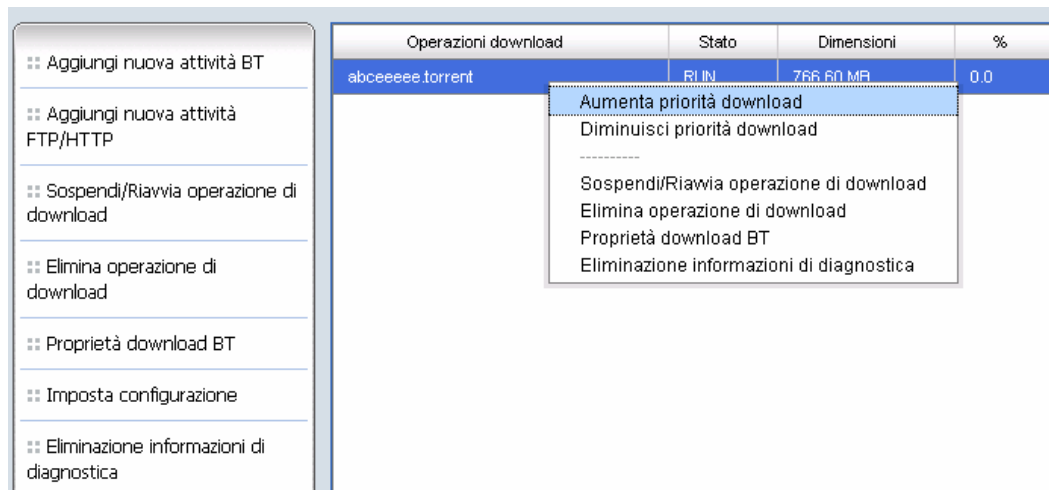 :: Aggiungi nuova attività BT
:: Aggiungi nuova attività
FTP/HTTP
:: Sospendi/Riavvia operazione di
download
:: Elimina operazione di
download
:: Proprietà download BT
:: Imposta configurazione
:: Eliminazione informazioni di
diagnostica
Operazioni download Stato Dimensioni %
abceeeee.torrent RUN 766.60 MB 0.0
Aumenta priorità download
Diminuisci priorità download
----------
Sospendi/Riavvia operazione di download
Elimina operazione di download
Proprietà download BT
Eliminazione informazioni di diagnostica